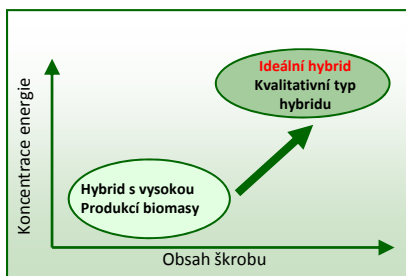 Ideální hybrid
Kvalitativní typ
hybridu
Koncentrace energie
Hybrid s vysokou
Produkcí biomasy
Obsah škrobu